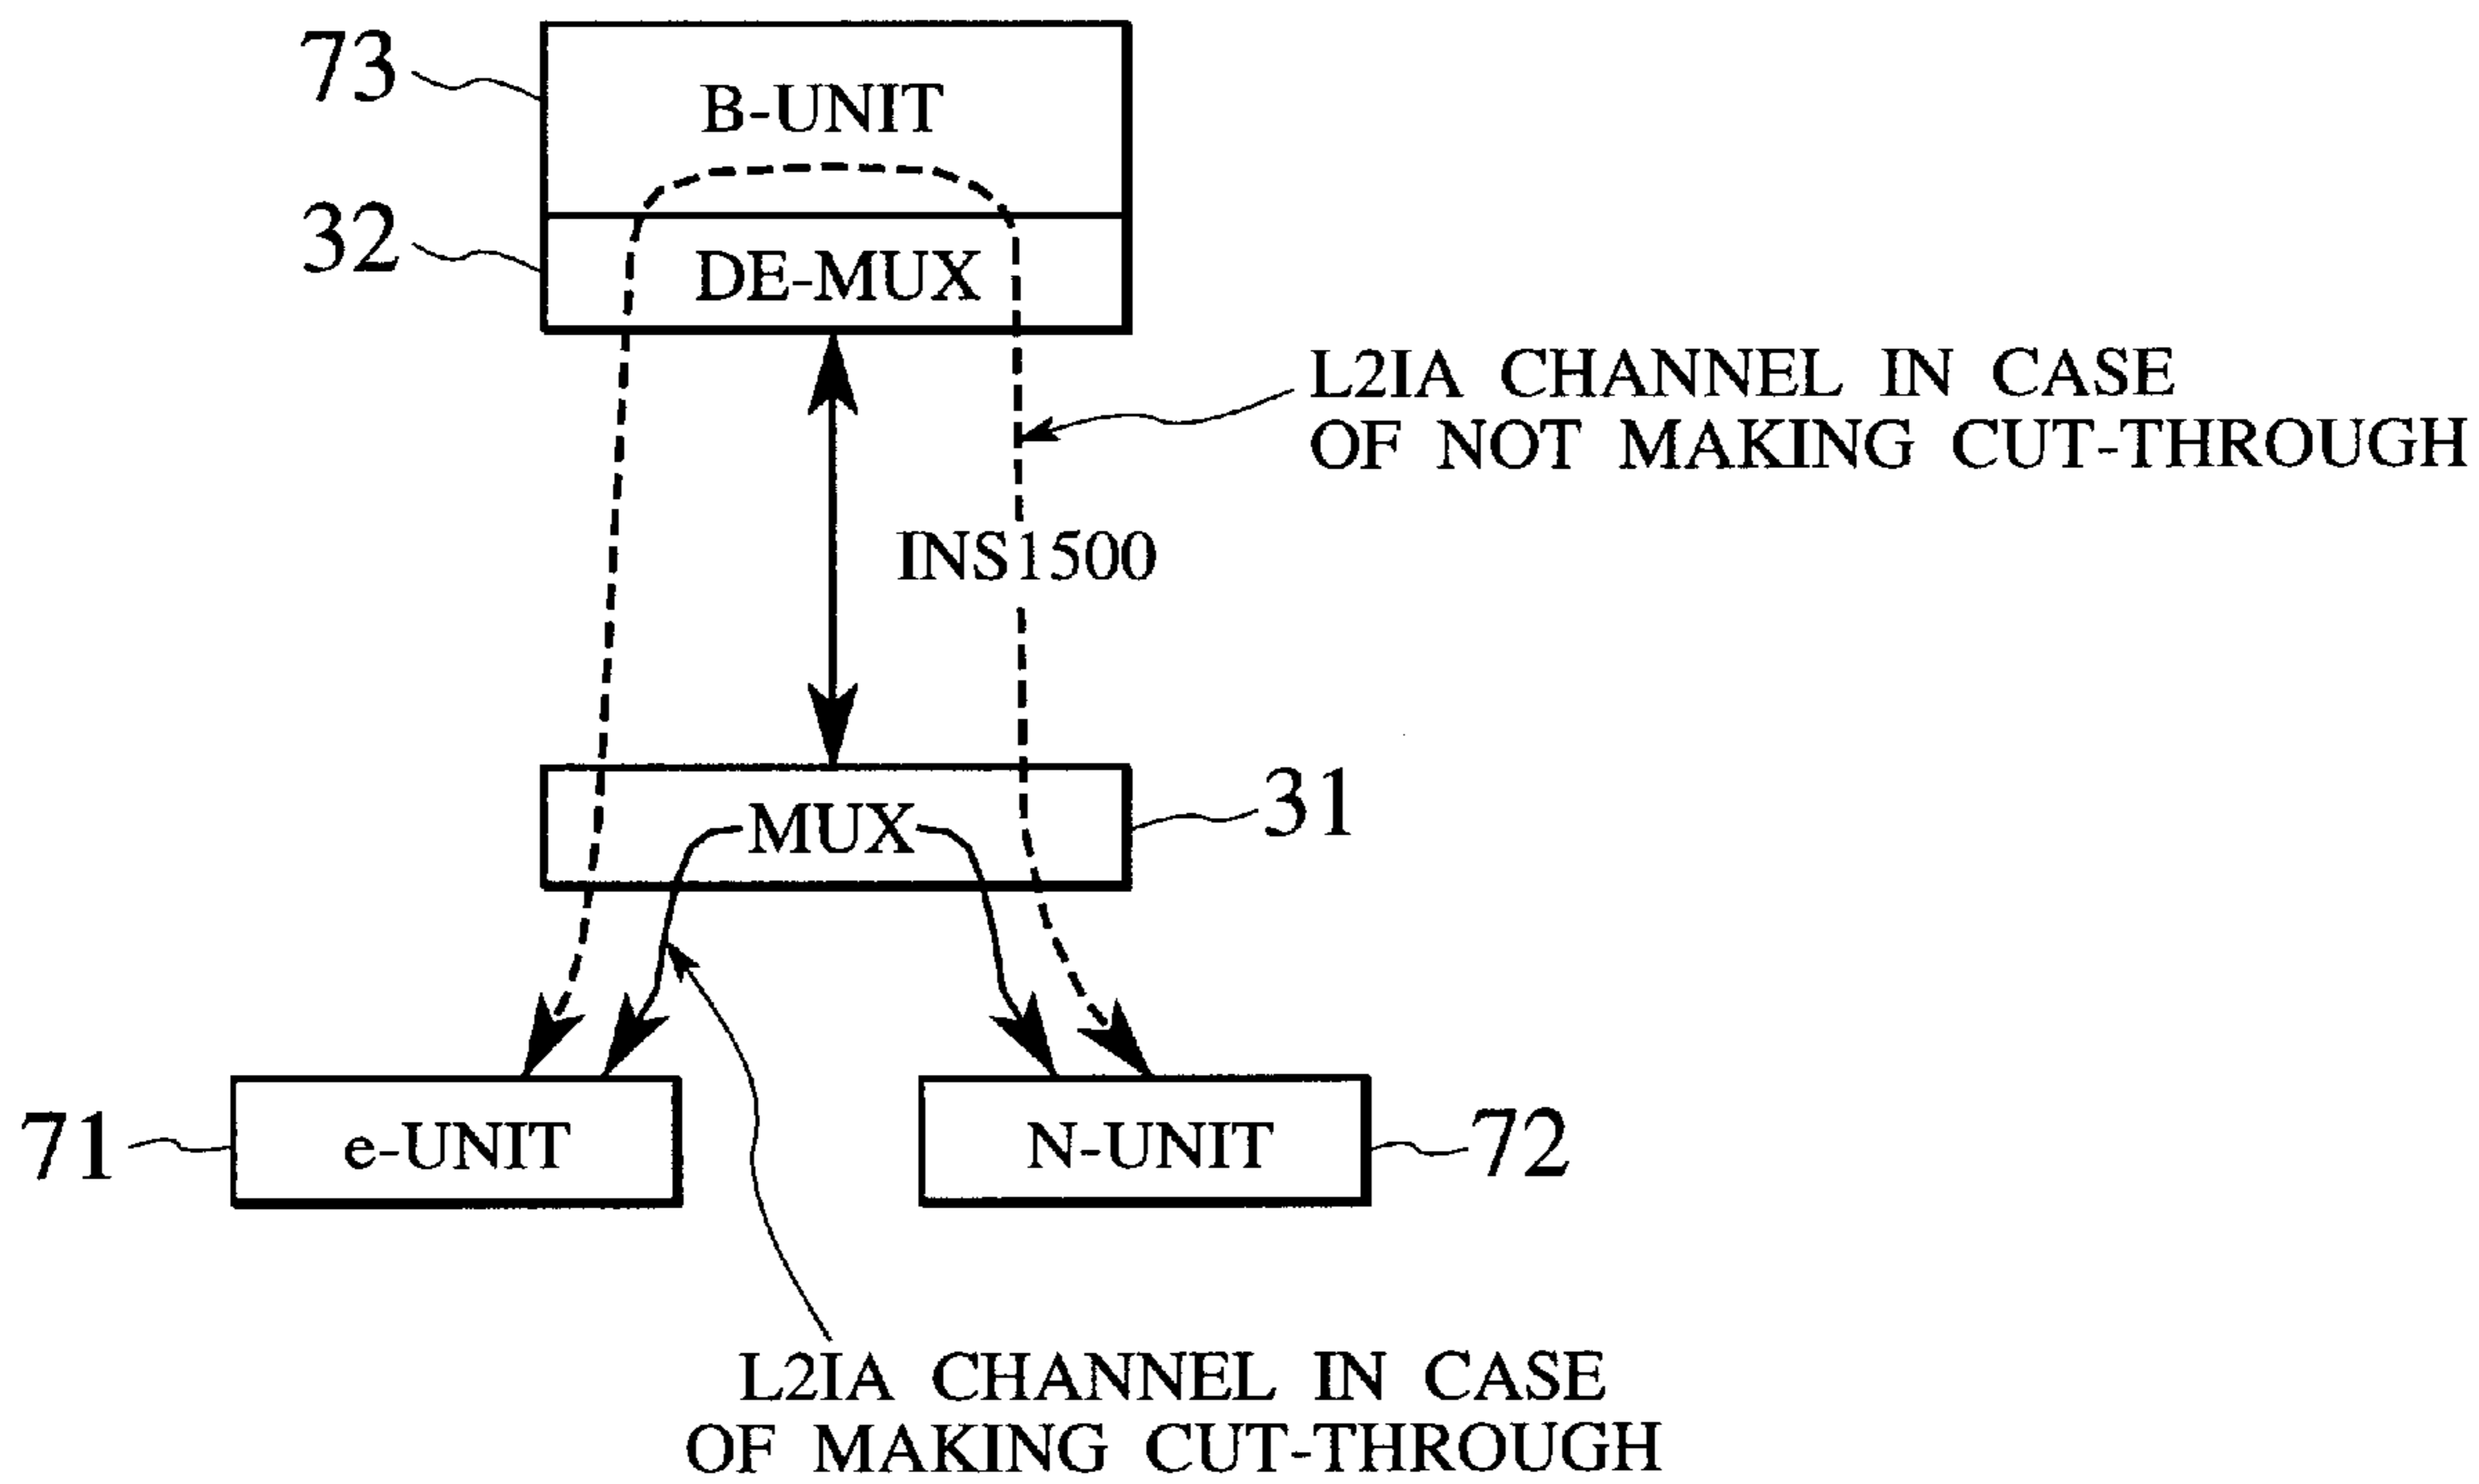 73
B-UNIT
32
DE-MUX
L2IA CHANNEL IN CASE
OF NOT MAKING CUT-THROUGH
INS1500
MUX
31
71
e-UNIT
N-UNIT
72
L2IA CHANNEL IN CASE
OF MAKING CUT-THROUGH